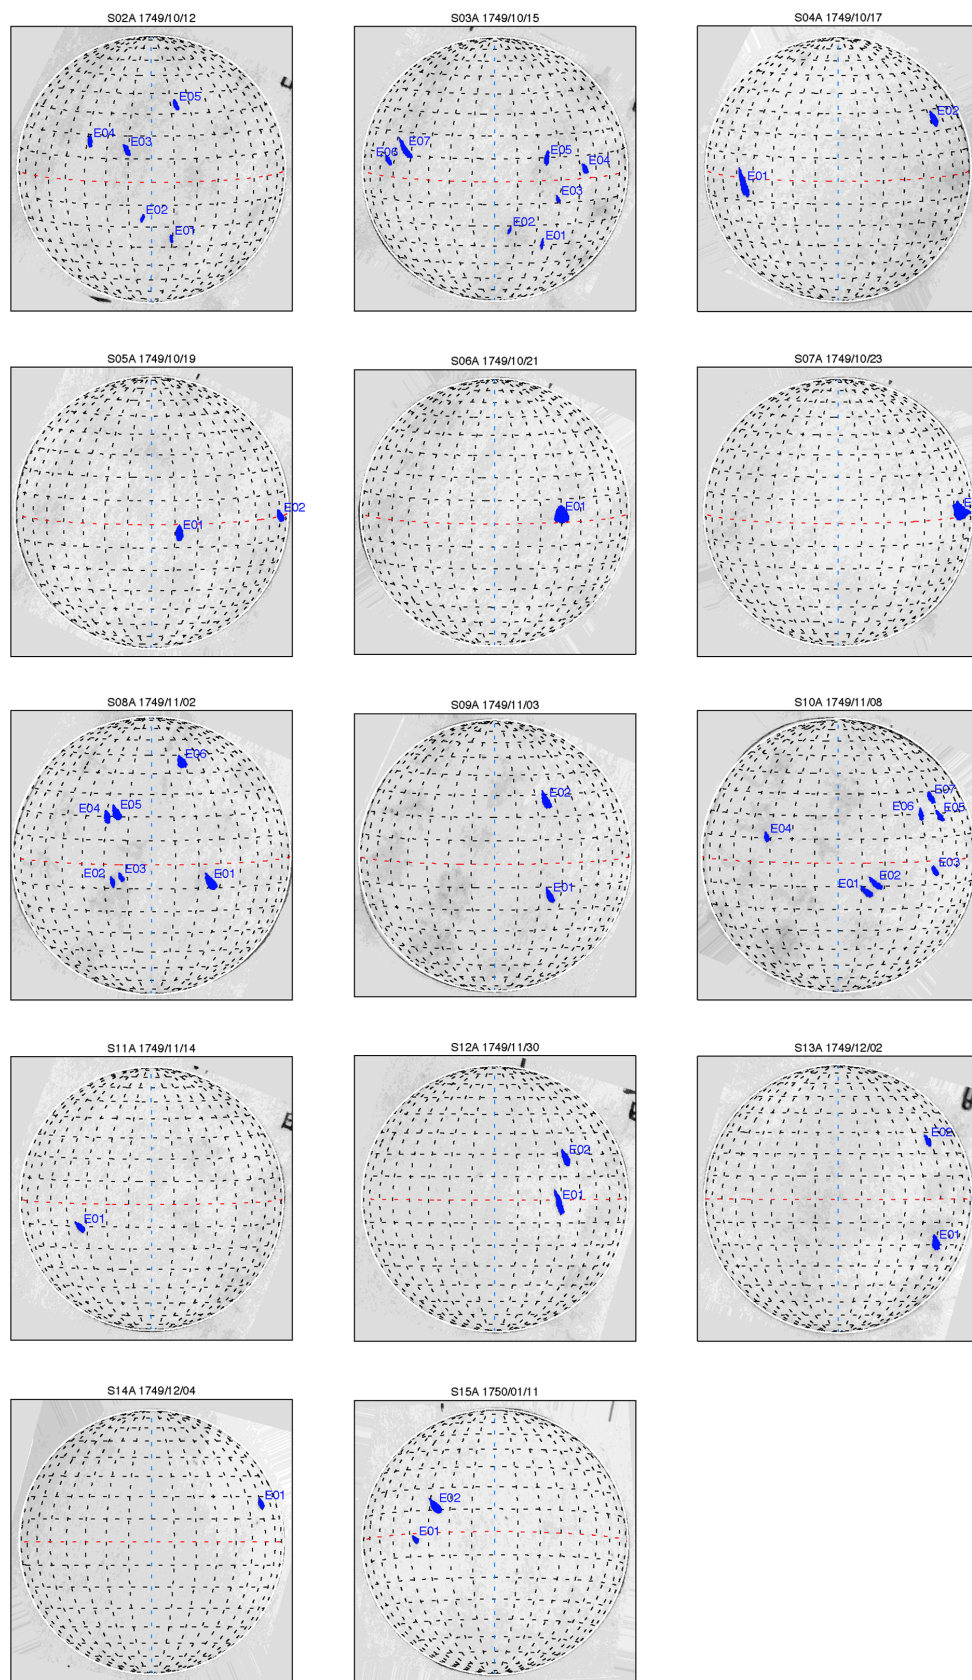 S02A 1749/10/12
E05
E04
E03
E02
E01
S03A 1749/10/15
E07
E06
E05
E04
E03
E02
E01
S04A 1749/10/17
E02
E01
S05A 1749/10/19
E02
E01
S06A 1749/10/21
E01
S07A 1749/10/23
S08A 1749/11/02
E06
E04 E05
E02 E03
E01
S09A 1749/11/03
E02
E01
S10A 1749/11/08
E07
E06 E05
E04
E03
E01 E02
S11A 1749/11/14
E01
S12A 1749/11/30
E02
E01
S13A 1749/12/02
E02
E01
S14A 1749/12/04
E01
S15A 1750/01/11
E02
E01